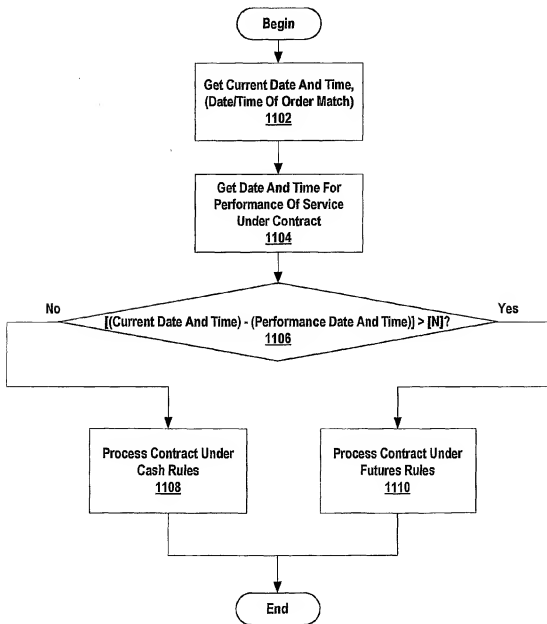 Begin
Get Current Date And Time,
(Date/Time Of Order Match)
1102
Get Date And Time For
Performance Of Service
Under Contract
1104
No
Yes
[(Current Date And Time) - (Performance Date And Time)] > [N]?
1106
Process Contract Under
Cash Rules
1108
Process Contract Under
Futures Rules
1110
End